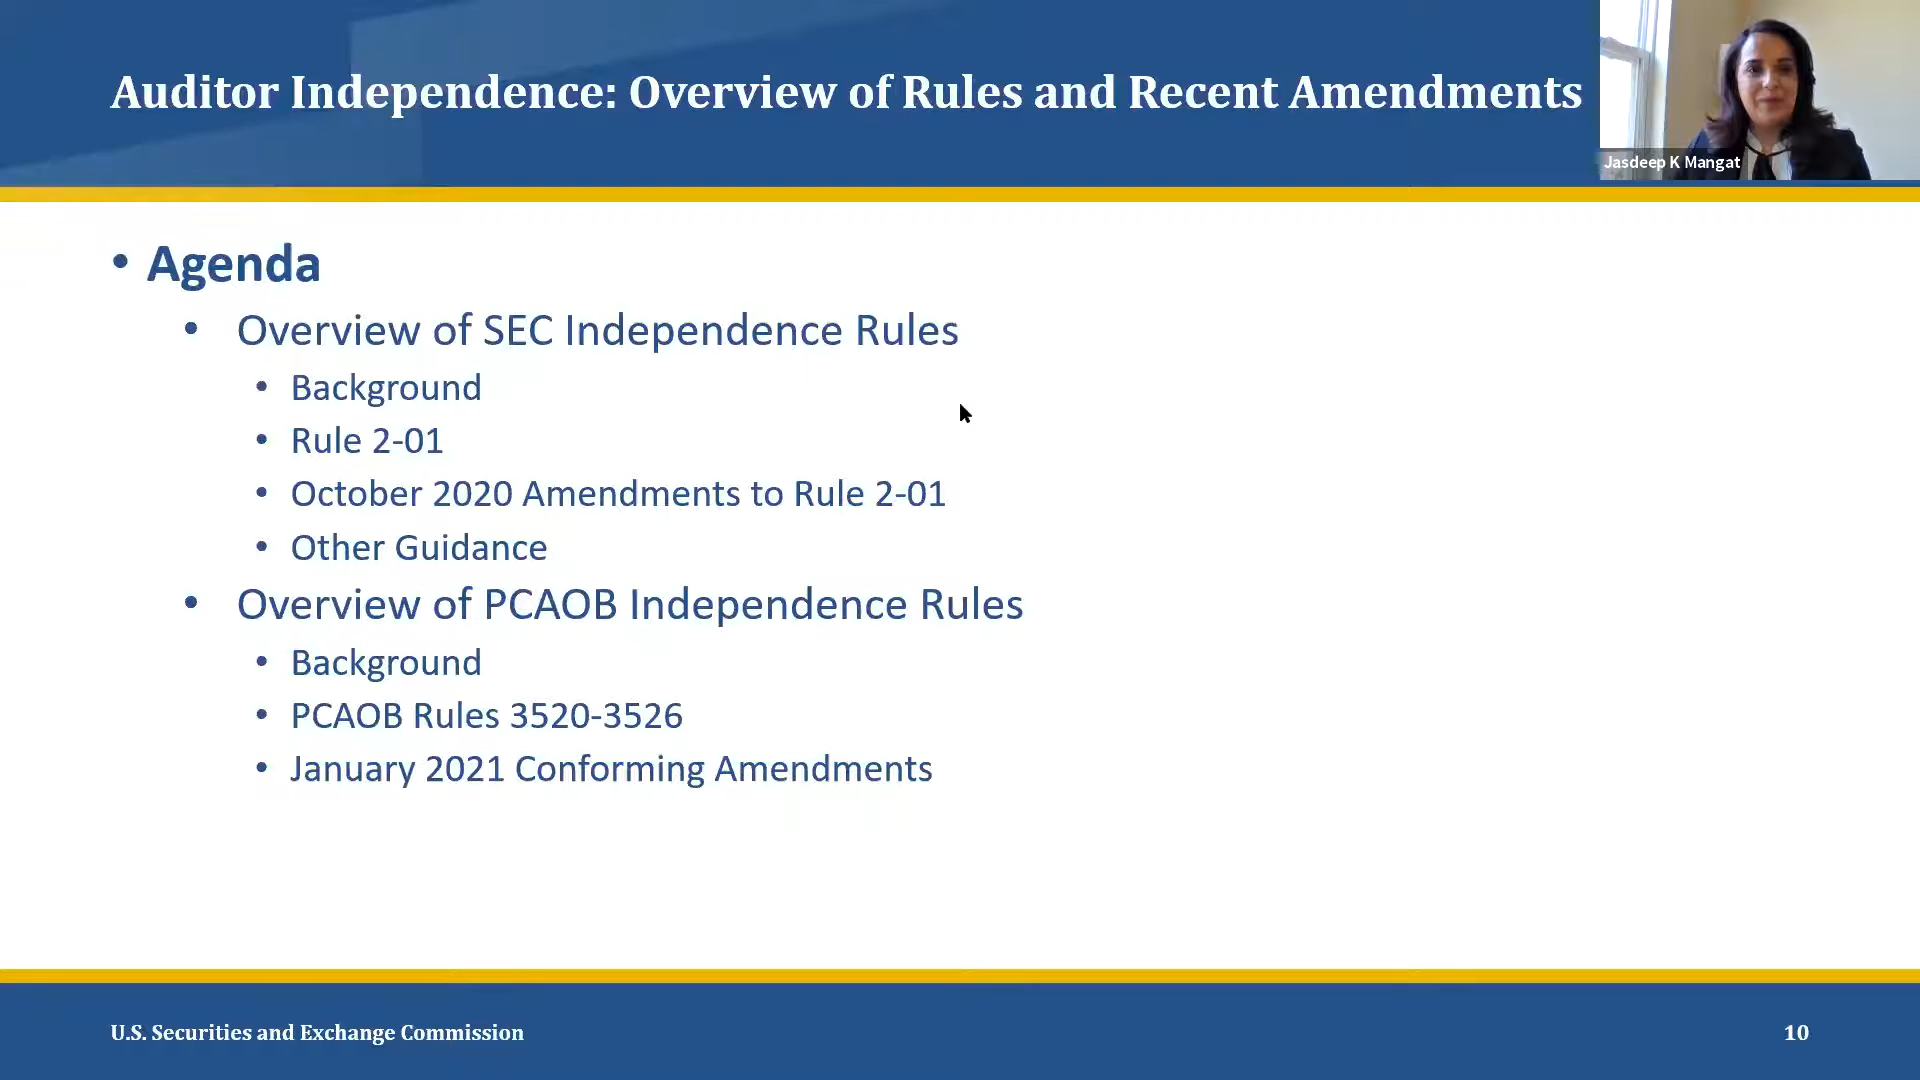 Auditor Independence: Overview of Rules and Recent Amendments
Jasdeep K Mangat
• Agenda
• Overview of SEC Independence Rules
• Background
• Rule 2-01
• October 2020 Amendments to Rule 2-01
• Other Guidance
• Overview of PCAOB Independence Rules
• Background
• PCAOB Rules 3520-3526
• January 2021 Conforming Amendments
U.S. Securities and Exchange Commission
10